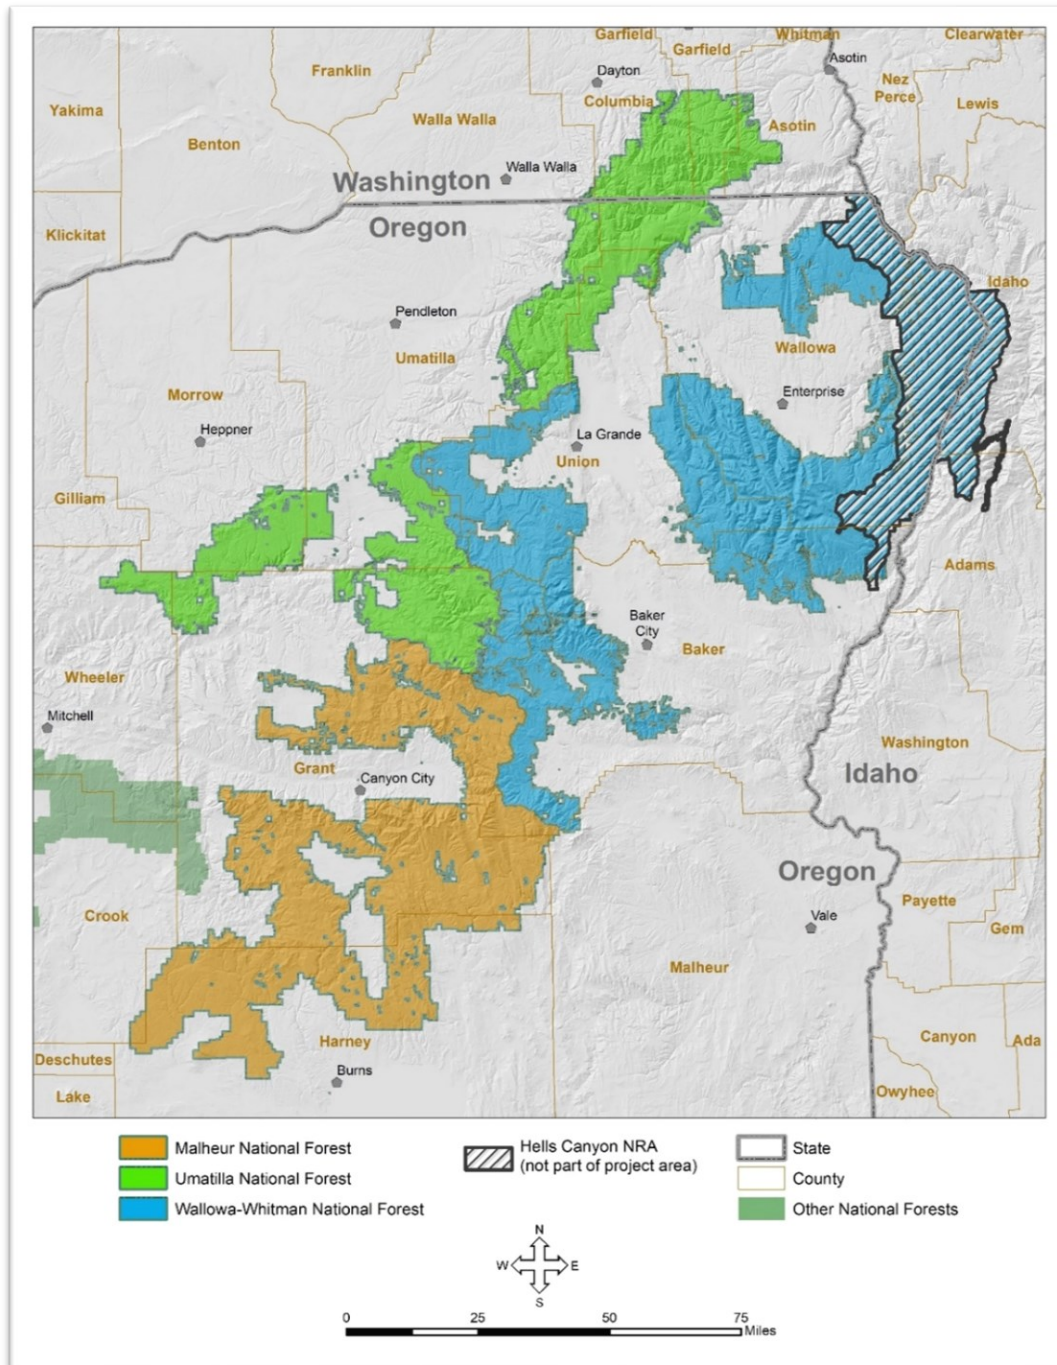 Garfield
Whitman
Clearwater
Garfield
Asotin
Franklin
Dayton
Nez
Perce
Columbia
Lewis
Yakima
Walla Walla
Asotin
Benton
Walla Walla
Washington
Oregon
Klickitat
Idaho
Pendleton
Umatilla
Wallowa
Morrow
Enterprise
Heppner
La Grande
Union
Gilliam
Adams
Baker
City
Baker
Wheeler
Mitchell
Washington
Grant
Canyon City
Idaho
Oregon
Payette
Crook
Vale
Gem
Malheur
Harney
Canyon
Ada
Deschutes
Burns
Lake
Owyhee
Malheur National Forest
Umatilla National Forest
Wallowa-Whitman National Forest
Hells Canyon NRA
(not part of project area)
State
County
Other National Forests
N
W E
S
0 25 50 75
Miles